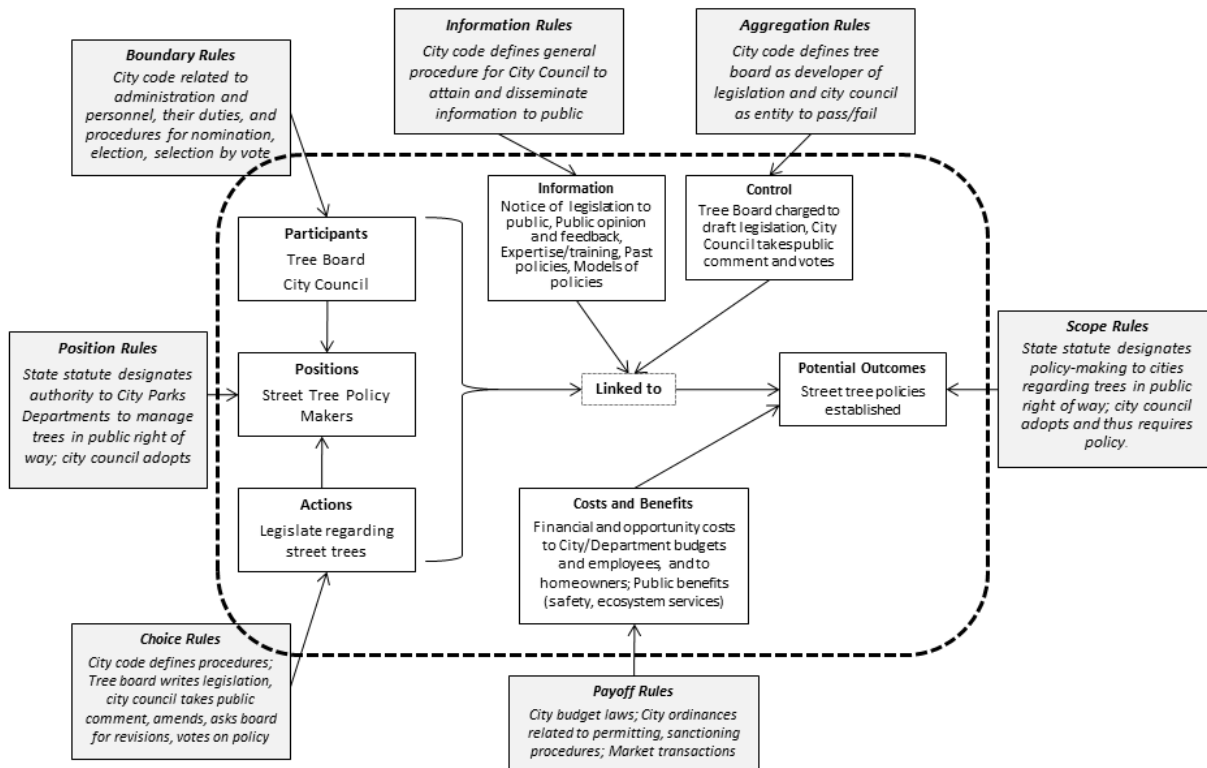 Boundary Rules
City code related to
administration and
personnel, their duties, and
procedures for nomination,
election, selection by vote
Information Rules
City code defines general
procedure for City Council to
attain and disseminate
information to public
Aggregation Rules
City code defines tree
board as developer of
legislation and city council
as entity to pass/fail
Information
Notice of legislation to
public, Public opinion
and feedback,
Expertise/training, Past
policies, Models of
policies
Control
Tree Board charged to
draft legislation, City
Council takes public
comment and votes
Participants
Tree Board
City Council
Position Rules
State statute designates
authority to City Parks
Departments to manage
trees in public right of
way; city council adopts
Positions
Street Tree Policy
Makers
Linked to
Potential Outcomes
Street tree policies
established
Scope Rules
State statute designates
policy-making to cities
regarding trees in public
right of way; city council
adopts and thus requires
policy.
Actions
Legislate regarding
street trees
Costs and Benefits
Financial and opportunity costs
to City/Department budgets
and employees, and to
homeowners; Public benefits
(safety, ecosystem services)
Choice Rules
City code defines procedures;
Tree board writes legislation,
city council takes public
comment, amends, asks board
for revisions, votes on policy
Payoff Rules
City budget laws; City ordinances
related to permitting, sanctioning
procedures; Market transactions